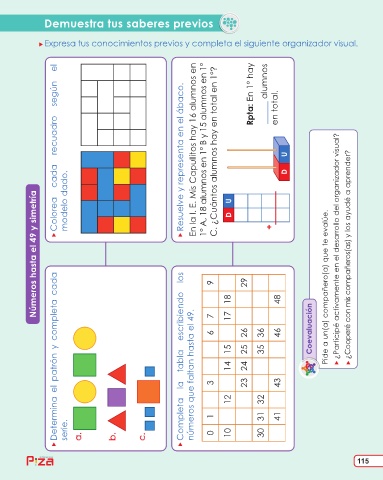 Demuestra tus saberes previos
Expresa tus conocimientos previos y completa el siguiente organizador visual.
Números hasta el 49 y simetría
Determina el patrón y completa cada
serie.
a.
b.
c.
Colorea cada recuadro según el
modelo dado.
Completa la tabla escribiendo los
números que faltan hasta el 49.
0 1 3 6 7 9
10 12 14 15 17 18
23 24 25 26 29
30 31 32 35 36
41 43 46 48
Resuelve y representa en el ábaco.
En la I. E. Mis Capullitos hay 16 alumnos en
1° A, 18 alumnos en 1° B y 15 alumnos en 1°
C. ¿Cuántos alumnos hay en total en 1°?
D U
+
D U
Rpta: En 1° hay
____ alumnos
en total.
Coevaluación
Pide a un(a) compañero(a) que te evalúe.
¿Participé activamente en el desarrollo del organizador visual?
¿Cooperé con mis compañeros(as) y los ayudé a aprender?
Piza
115